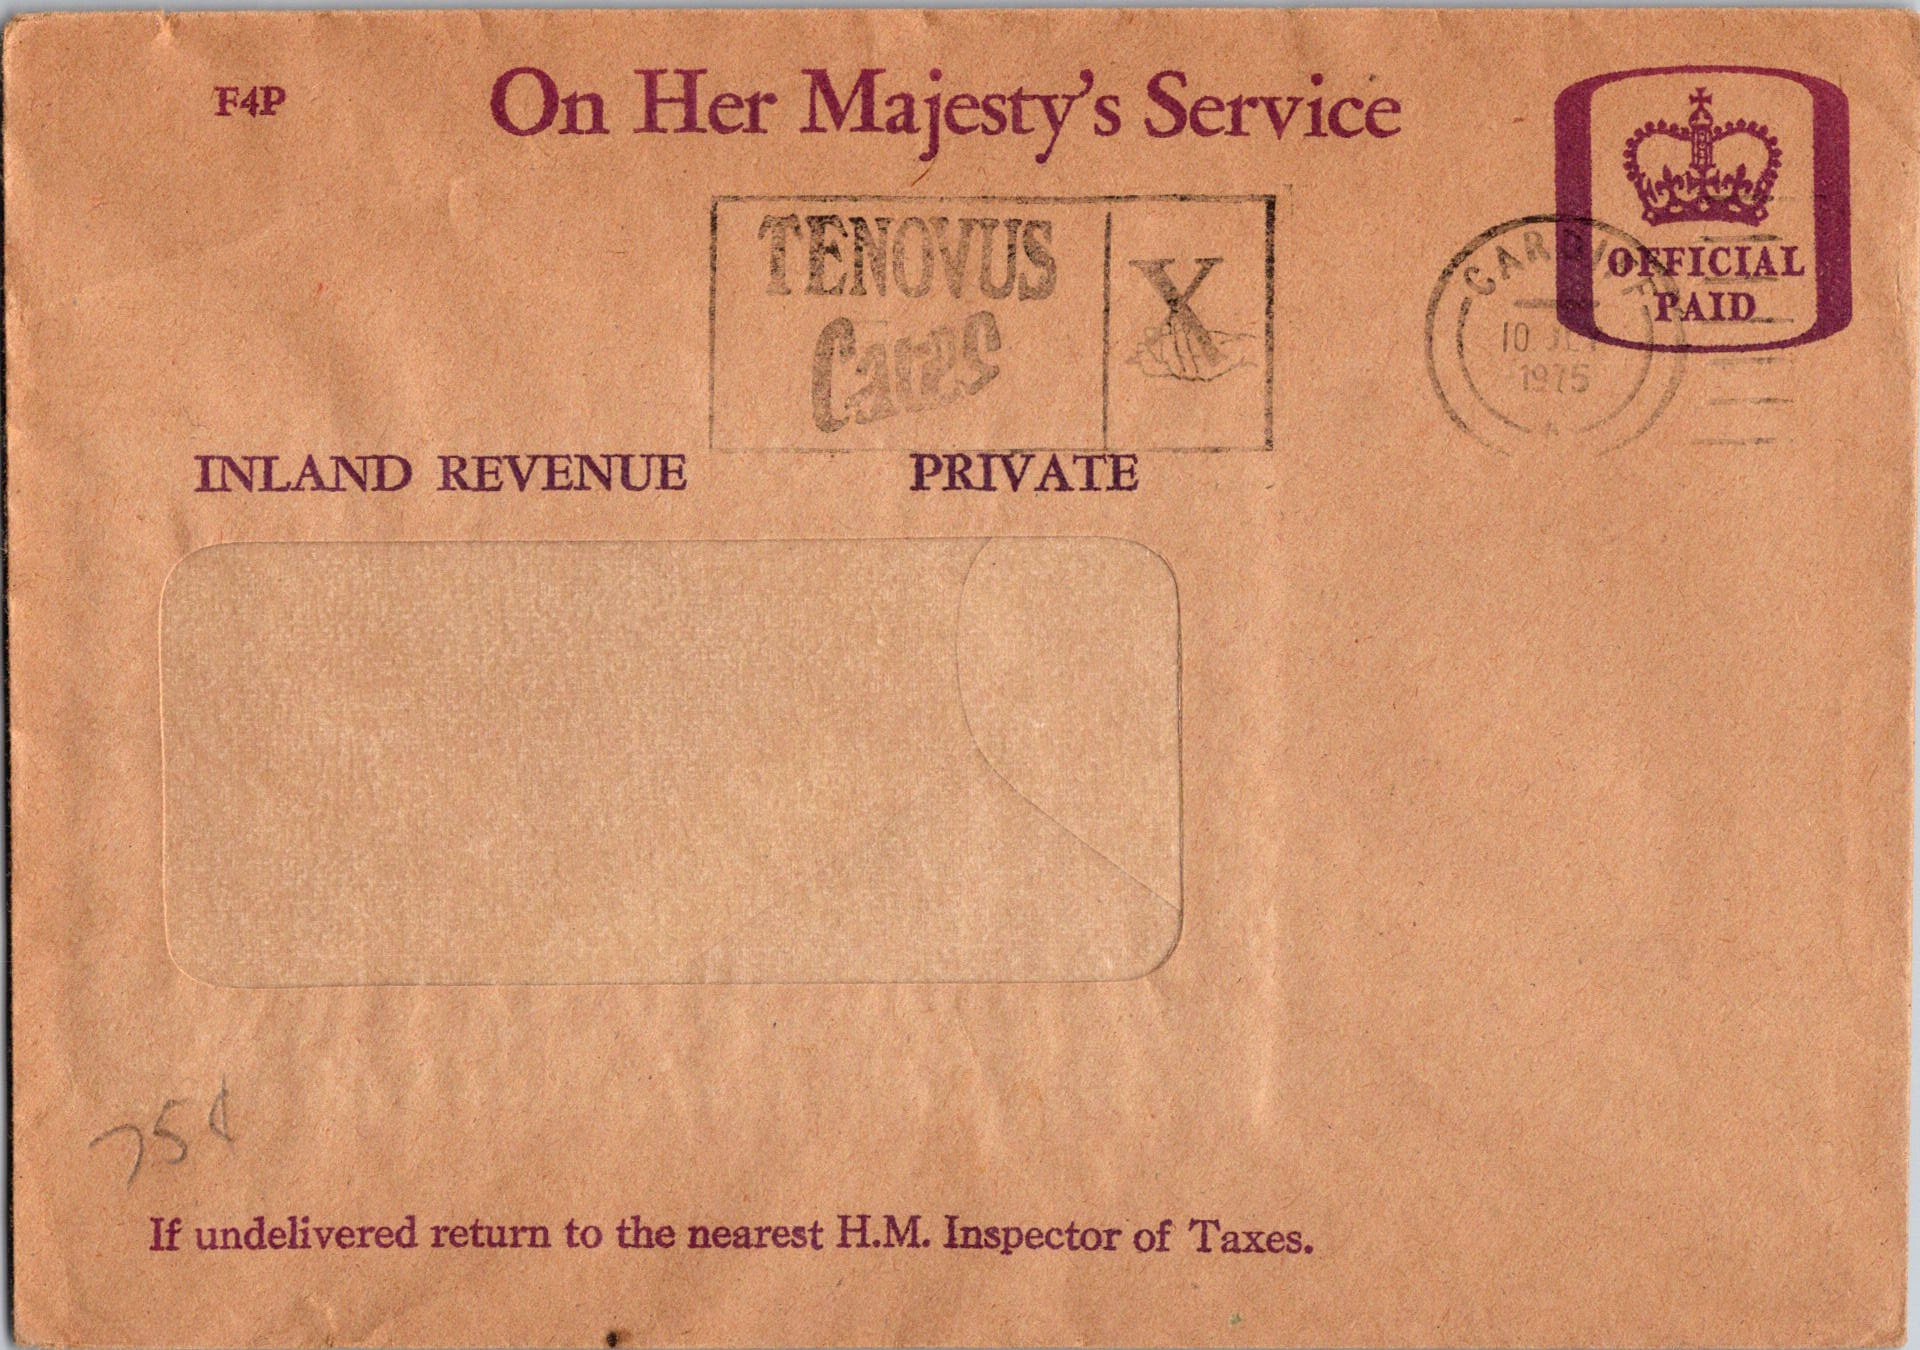 F4P
On Her Majesty's Service
OFFICIAL
PAID
TENOVUS
Cares
X
CARDIFF
10
1975
A
INLAND REVENUE PRIVATE
75¢
If undelivered return to the nearest H.M. Inspector of Taxes.